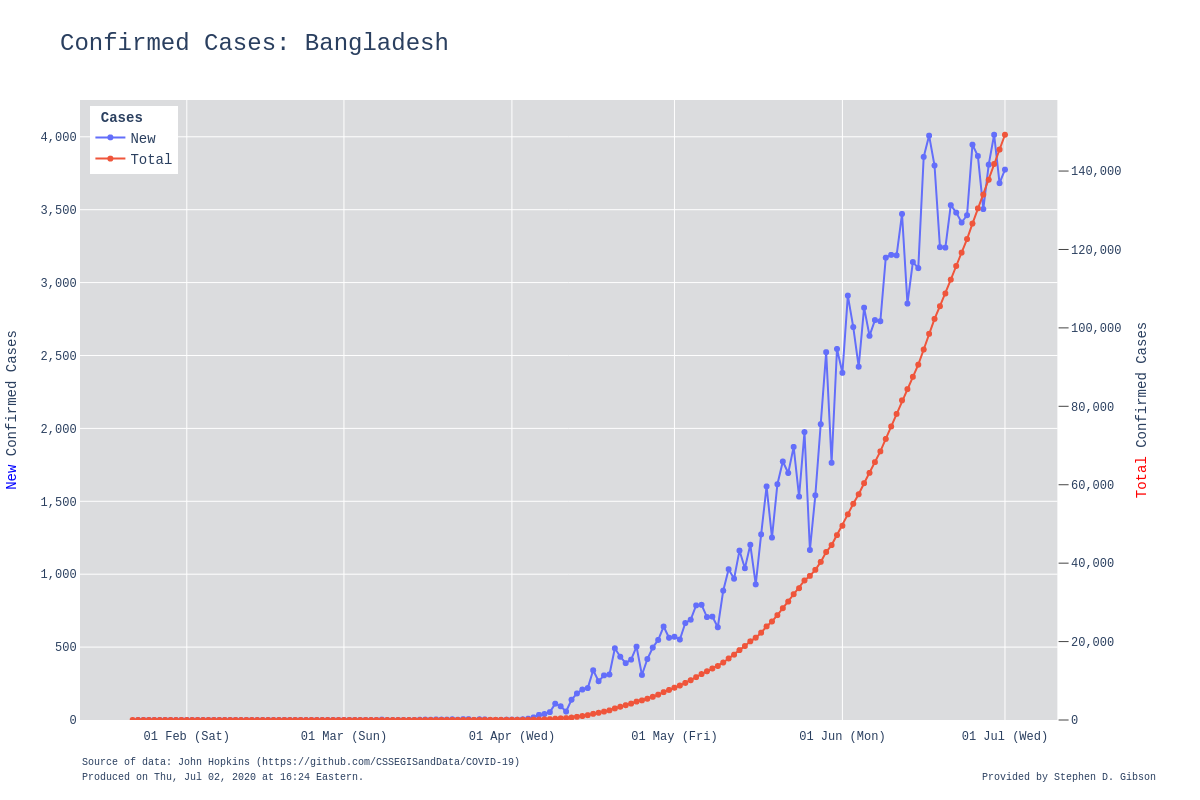 Confirmed Cases: Bangladesh
Cases
New
Total
4,000
3,500
3,000
2,500
2,000
1,500
1,000
500
0
140,000
120,000
100,000
80,000
60,000
40,000
20,000
0
New Confirmed Cases
Total Confirmed Cases
01 Feb (Sat)
01 Mar (Sun)
01 Apr (Wed)
01 May (Fri)
01 Jun (Mon)
01 Jul (Wed)
Source of data: John Hopkins (https://github.com/CSSEGISandData/COVID-19)
Produced on Thu, Jul 02, 2020 at 16:24 Eastern.
Provided by Stephen D. Gibson